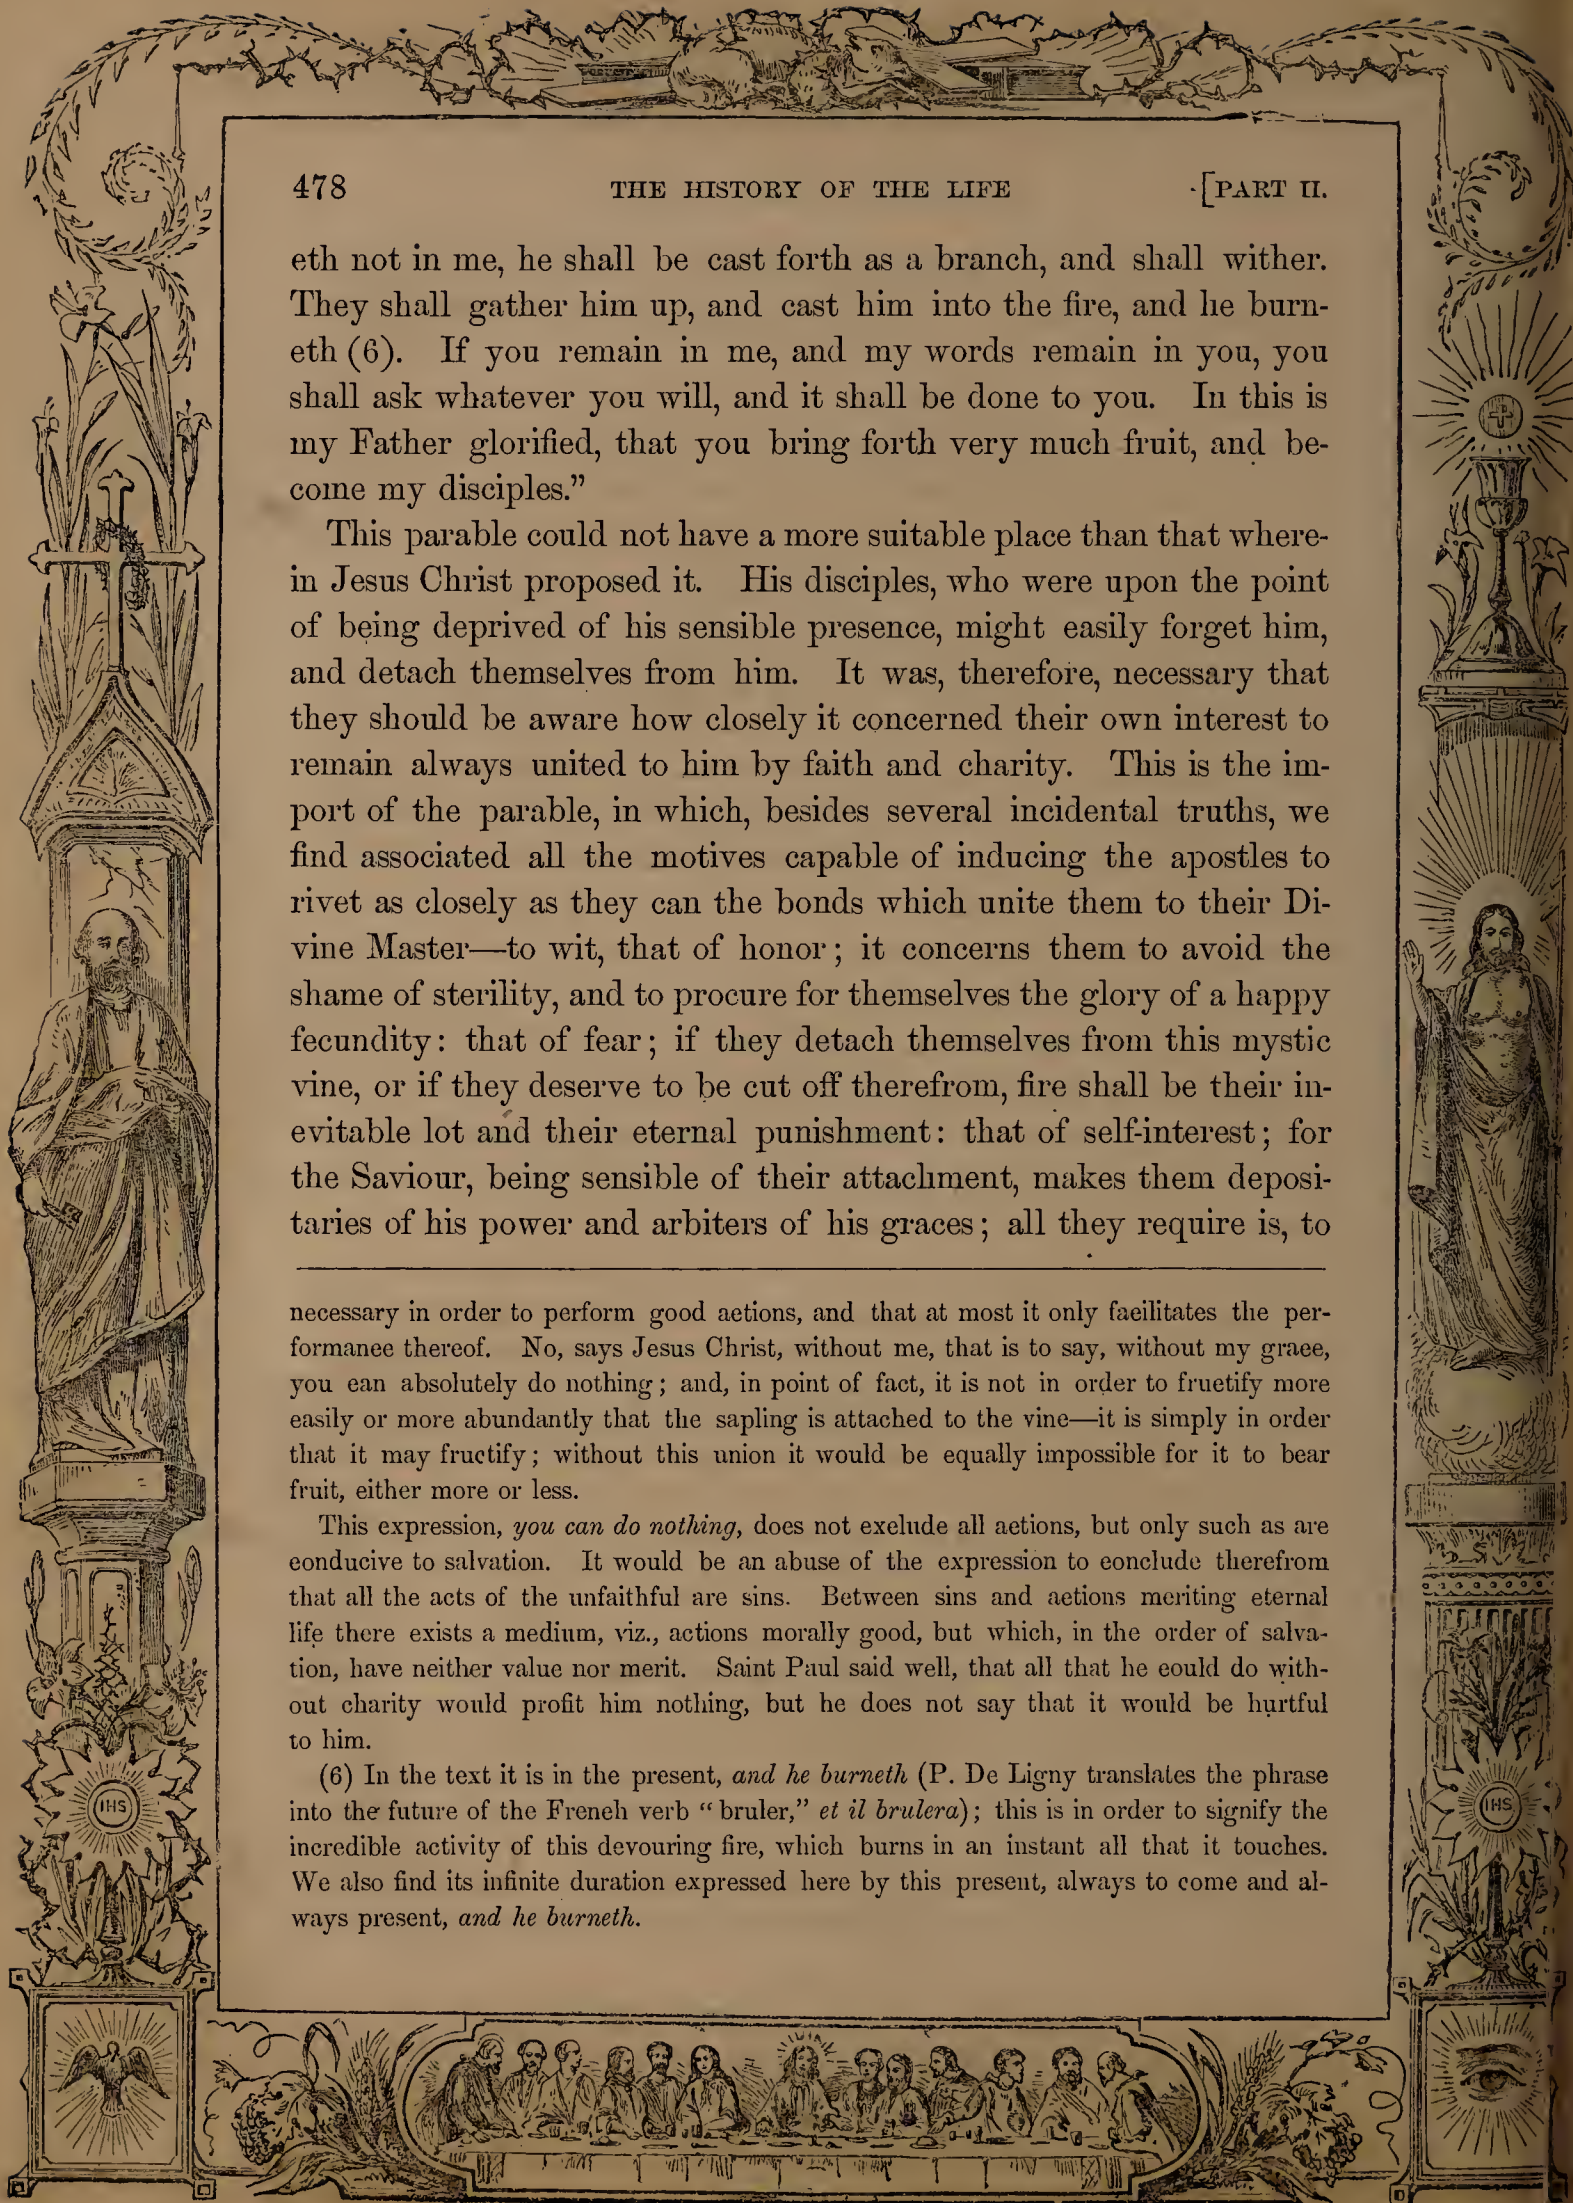 478 THE HISTORY OF THE LIFE [PART II.
eth not in me, he shall be cast forth as a branch, and shall wither.
They shall gather him up, and cast him into the fire, and he burn-
eth (6). If you remain in me, and my words remain in you, you
shall ask whatever you will, and it shall be done to you. In this is
my Father glorified, that you bring forth very much fruit, and be-
come my disciples.”
This parable could not have a more suitable place than that where-
in Jesus Christ proposed it. His disciples, who were upon the point
of being deprived of his sensible presence, might easily forget him,
and detach themselves from him. It was, therefore, necessary that
they should be aware how closely it concerned their own interest to
remain always united to him by faith and charity. This is the im-
port of the parable, in which, besides several incidental truths, we
find associated all the motives capable of inducing the apostles to
rivet as closely as they can the bonds which unite them to their Di-
vine Master—to wit, that of honor; it concerns them to avoid the
shame of sterility, and to procure for themselves the glory of a happy
fecundity: that of fear; if they detach themselves from this mystic
vine, or if they deserve to be cut off therefrom, fire shall be their in-
evitable lot and their eternal punishment: that of self-interest; for
the Saviour, being sensible of their attachment, makes them deposi-
taries of his power and arbiters of his graces; all they require is, to
necessary in order to perform good actions, and that at most it only facilitates the per-
formance thereof. No, says Jesus Christ, without me, that is to say, without my grace,
you can absolutely do nothing; and, in point of fact, it is not in order to fructify more
easily or more abundantly that the sapling is attached to the vine—it is simply in order
that it may fructify; without this union it would be equally impossible for it to bear
fruit, either more or less.
This expression, you can do nothing, does not exclude all actions, but only such as are
conducive to salvation. It would be an abuse of the expression to conclude therefrom
that all the acts of the unfaithful are sins. Between sins and actions meriting eternal
life there exists a medium, viz., actions morally good, but which, in the order of salva-
tion, have neither value nor merit. Saint Paul said well, that all that he could do with-
out charity would profit him nothing, but he does not say that it would be hurtful
to him.
(6) In the text it is in the present, and he burneth (P. De Ligny translates the phrase
into the future of the French verb “bruler,” et il brulera); this is in order to signify the
incredible activity of this devouring fire, which burns in an instant all that it touches.
We also find its infinite duration expressed here by this present, always to come and al-
ways present, and he burneth.
IHS
IHS